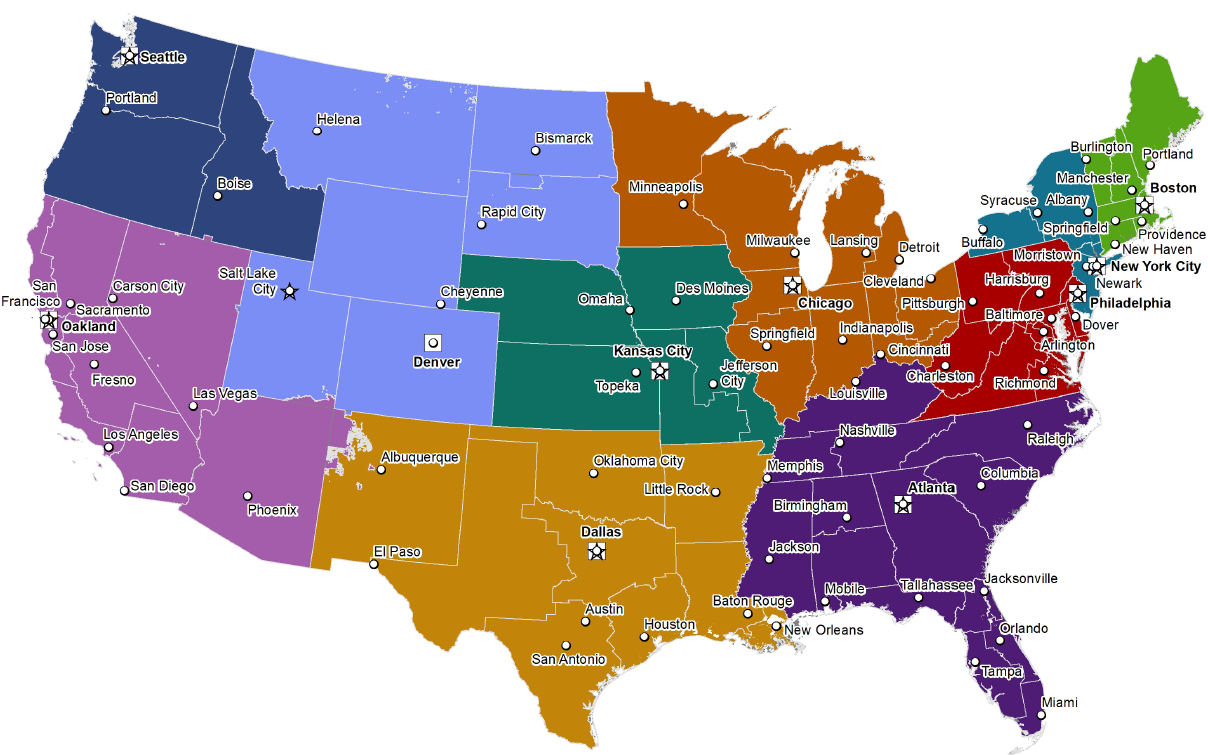 Seattle
Portland
Helena
Bismarck
Boise
Rapid City
Minneapolis
Burlington
Portland
Manchester
Boston
Syracuse
Albany
Springfield
Providence
Buffalo
New Haven
Milwaukee
Lansing
Detroit
Morristown
New York City
Newark
Salt Lake
City
Cleveland
Harrisburg
Philadelphia
Pittsburgh
San
Francisco
Carson City
Sacramento
Cheyenne
Omaha
Des Moines
Chicago
Baltimore
Dover
Oakland
San Jose
Springfield
Indianapolis
Arlington
Denver
Kansas City
Cincinnati
Fresno
Topeka
Jefferson
City
Charleston
Richmond
Las Vegas
Louisville
Los Angeles
Nashville
Raleigh
Albuquerque
Oklahoma City
Memphis
Columbia
San Diego
Little Rock
Atlanta
Phoenix
Birmingham
Dallas
El Paso
Jackson
Jacksonville
Tallahassee
Mobile
Baton Rouge
Austin
Houston
New Orleans
Orlando
San Antonio
Tampa
Miami